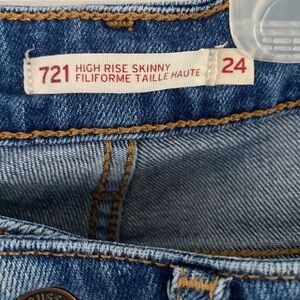 721
HIGH RISE SKINNY
FILIFORME TAILLE HAUTE
24